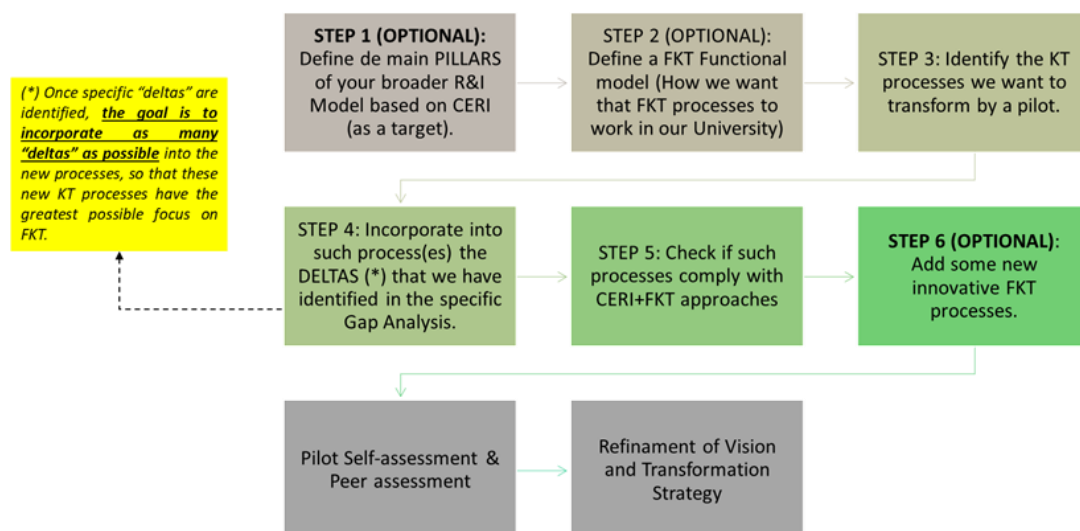 STEP 1 (OPTIONAL):
Define de main PILLARS
of your broader R&I
Model based on CERI
(as a target).
STEP 2 (OPTIONAL):
Define a FKT Functional
model (How we want
that FKT processes to
work in our University)
STEP 3: Identify the KT
processes we want to
transform by a pilot.
(*) Once specific “deltas” are
identified, the goal is to
incorporate as many
“deltas” as possible into the
new processes, so that these
new KT processes have the
greatest possible focus on
FKT.
STEP 4: Incorporate into
such process(es) the
DELTAS (*) that we have
identified in the specific
Gap Analysis.
STEP 5: Check if such
processes comply with
CERI+FKT approaches
STEP 6 (OPTIONAL):
Add some new
innovative FKT
processes.
Pilot Self-assessment &
Peer assessment
Refinament of Vision
and Transformation
Strategy